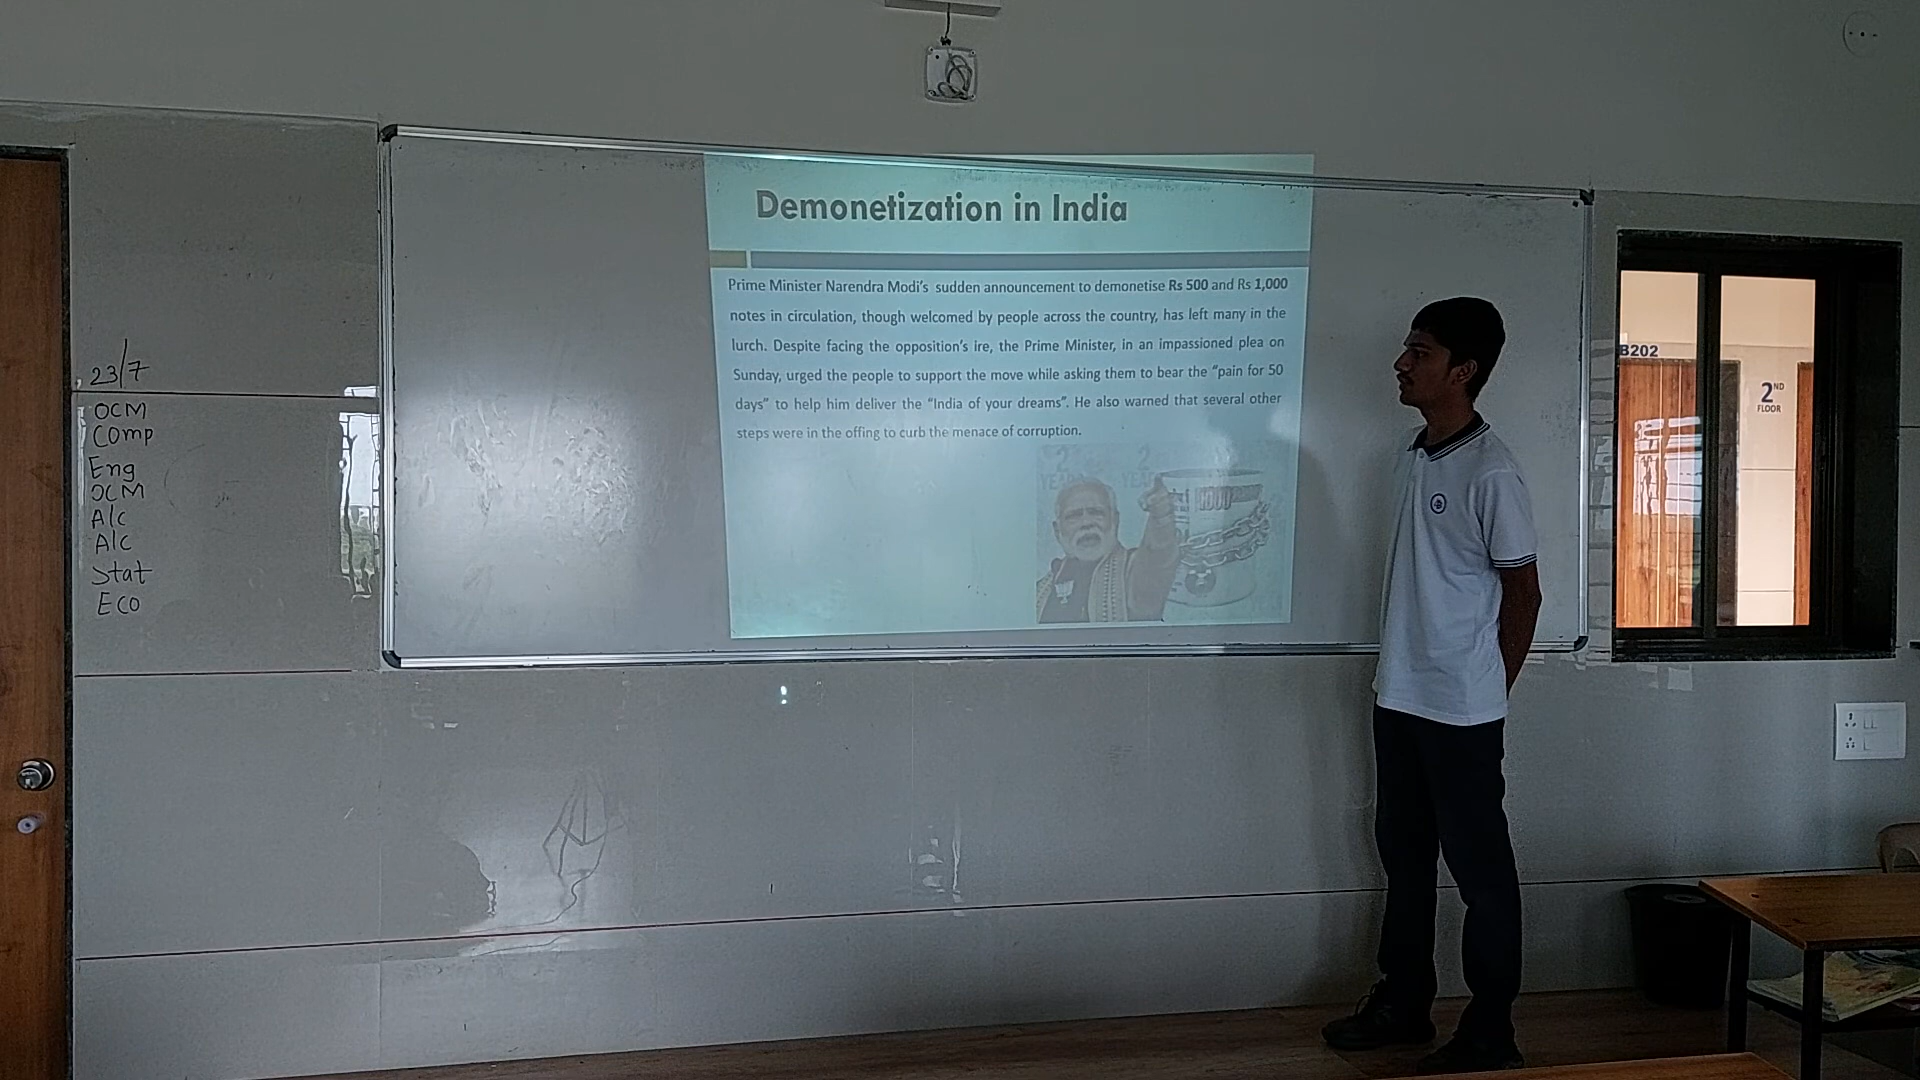 Demonetization in India
Prime Minister Narendra Modi's sudden announcement to demonetise Rs 500 and Rs 1,000
notes in circulation, though welcomed by people across the country, has left many in the
lurch. Despite facing the opposition's ire, the Prime Minister, in an impassioned plea on
Sunday, urged the people to support the move while asking them to bear the "pain for 50
days" to help him deliver the "India of your dreams". He also warned that several other
steps were in the offing to curb the menace of corruption.
2
2
1000
23/7
OCM
Comp
Eng
OCM
A/c
A/c
Stat
Eco
B202
2ND
FLOOR